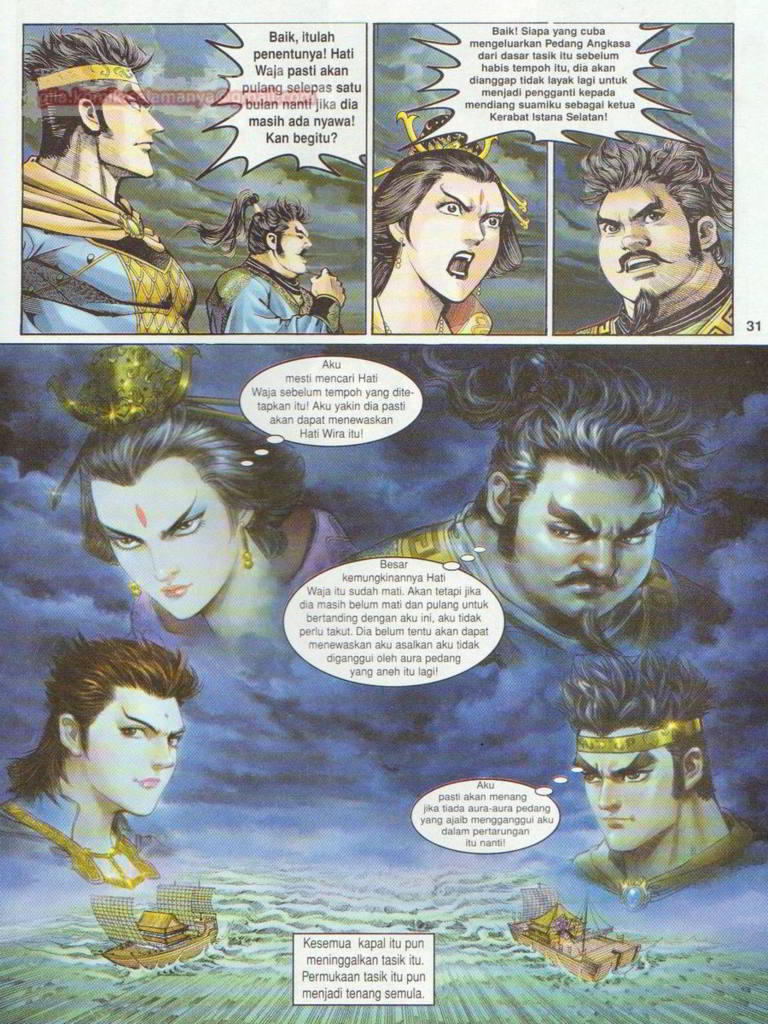 Baik, itulah
penentunya! Hati
Waja pasti akan
pulang selepas satu
bulan nanti jika dia
masih ada nyawa!
Kan begitu?
Baik! Siapa yang cuba
mengeluarkan Pedang Angkasa
dari dasar tasik itu sebelum
habis tempoh itu, dia akan
dianggap tidak layak lagi untuk
menjadi pengganti kepada
mendiang suamiku sebagai ketua
Kerabat Istana Selatan!
31
Aku
mesti mencari Hati
Waja sebelum tempoh yang dite-
tapkan itu! Aku yakin dia pasti
akan dapat menewaskan
Hati Wira itu!
Besar
kemungkinannya Hati
Waja itu sudah mati. Akan tetapi jika
dia masih belum mati dan pulang untuk
bertanding dengan aku ini, aku tidak
perlu takut. Dia belum tentu akan dapat
menewaskan aku asalkan aku tidak
diganggui oleh aura pedang
yang aneh itu lagi!
Aku
pasti akan menang
jika tiada aura-aura pedang
yang ajaib mengganggui aku
dalam pertarungan
itu nanti!
Kesemua kapal itu pun
meninggalkan tasik itu.
Permukaan tasik itu pun
menjadi tenang semula.